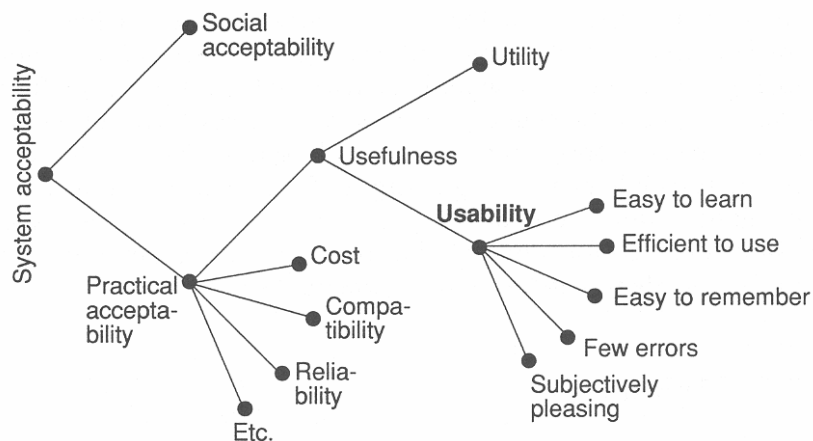 System acceptability
Social
acceptability
Utility
Usefulness
Usability
Easy to learn
Efficient to use
Easy to remember
Few errors
Subjectively
pleasing
Practical
accepta-
bility
Cost
Compa-
tibility
Relia-
bility
Etc.